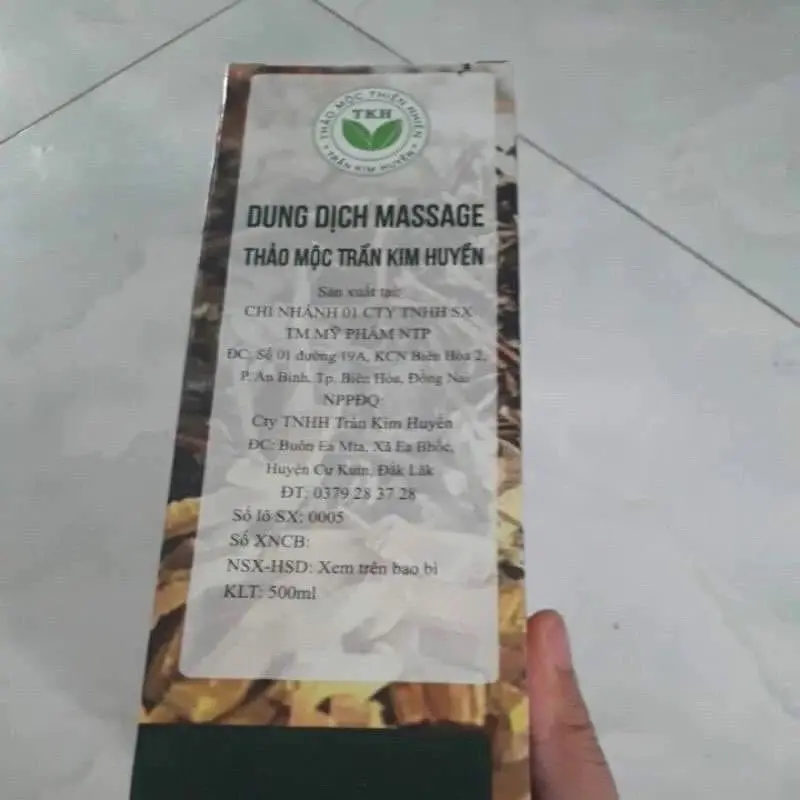 THẢO MỘC THIÊN NHIÊN
TKH
TRẦN KIM HUYỀN
DUNG DỊCH MASSAGE
THẢO MỘC TRẦN KIM HUYỀN
Sản xuất tại:
CHI NHÁNH 01 CTY TNHH SX
TM MỸ PHẨM NTP
ĐC: Số 01 đường 19A, KCN Biên Hòa 2,
P. An Bình, Tp. Biên Hòa, Đồng Nai
NPPĐQ:
Cty TNHH Trần Kim Huyền
ĐC: Buôn Ea Mta, Xã Ea Bhốc,
Huyện Cư Kuin, Đắk Lắk
ĐT: 0379 28 37 28
Số lô SX: 0005
Số XNCB:
NSX-HSD: Xem trên bao bì
KLT: 500ml